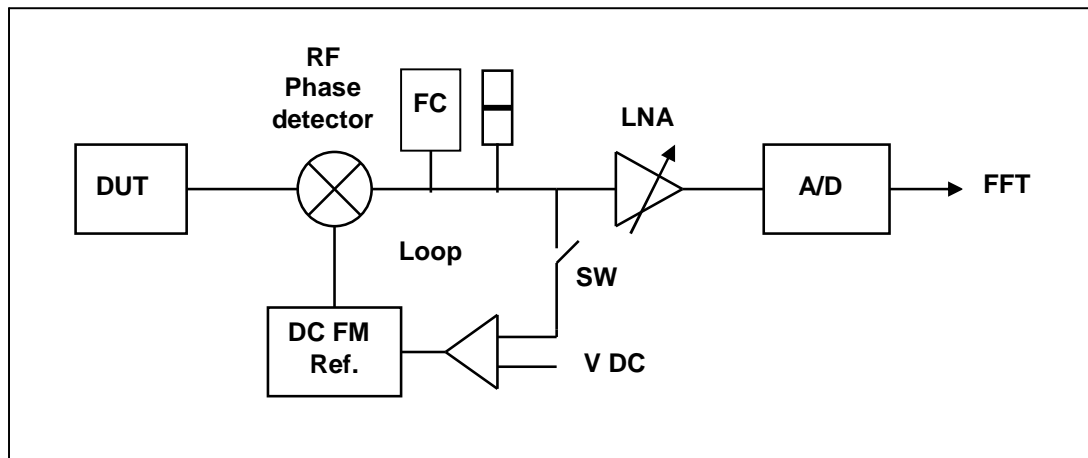 RF
Phase
detector
FC
LNA
DUT
A/D
FFT
Loop
SW
DC FM
Ref.
V DC